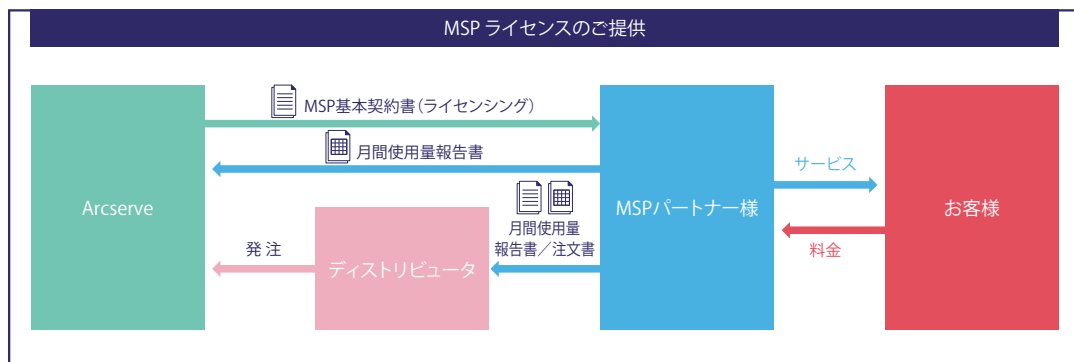 MSP ライセンスのご提供
MSP基本契約書（ライセンシング）
月間使用量報告書
サービス
Arcserve
MSPパートナー様
お客様
月間使用量
報告書／注文書
発 注
ディストリビュータ
料金